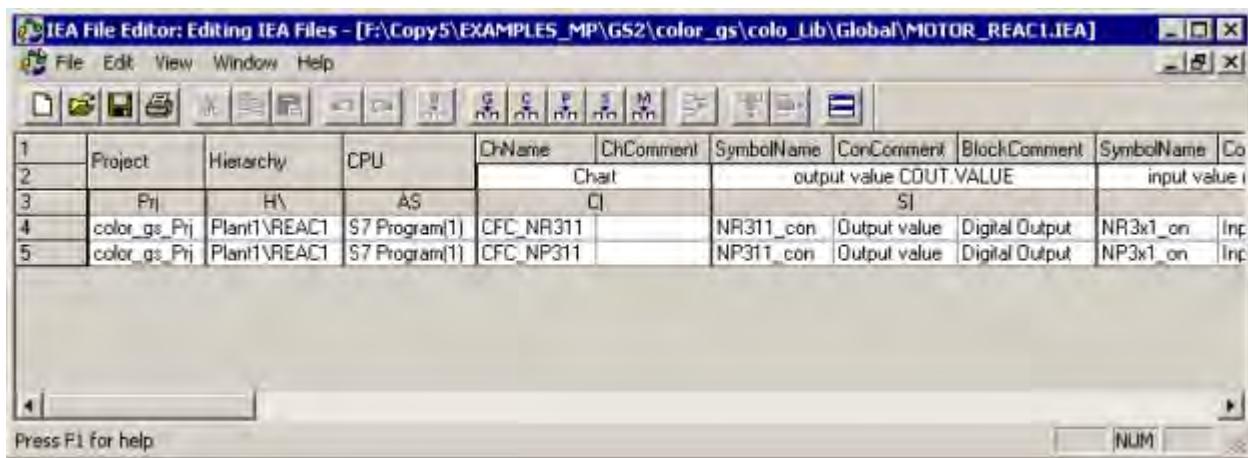 IEA File Editor: Editing IEA Files - [F:\Copy5\EXAMPLES_MP\GS2\color_gs\colo_Lib\Global\MOTOR_REAC1.IEA]
File Edit View Window Help
G C P S M
1 Project Hierarchy CPU ChName ChComment SymbolName ConComment BlockComment SymbolName Co
2 Chart output value COUT.VALUE input value
3 Prj H\ AS C| S|
4 color_gs_Prj Plant1\REAC1 S7 Program(1) CFC_NR311 NR311_con Output value Digital Output NR3x1_on Inp
5 color_gs_Prj Plant1\REAC1 S7 Program(1) CFC_NP311 NP311_con Output value Digital Output NP3x1_on Inp
Press F1 for help NUM